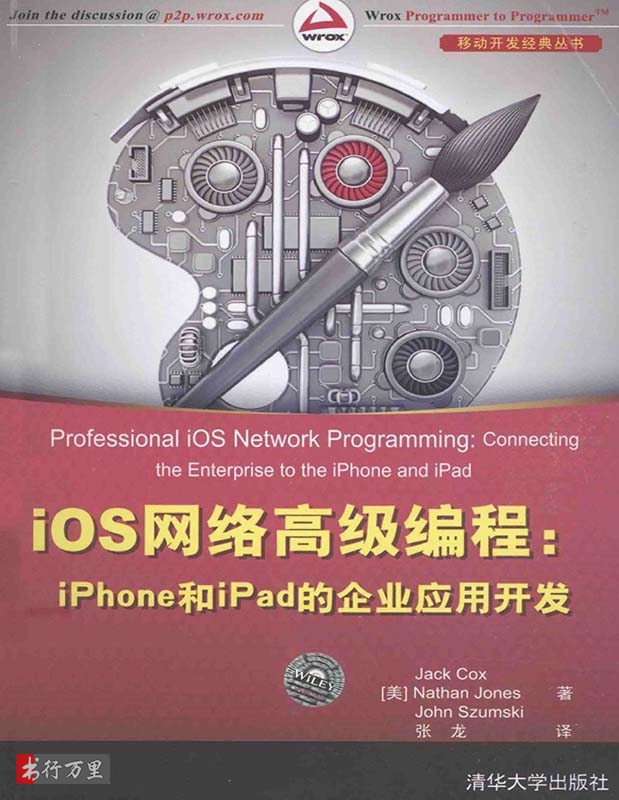 Join the discussion @ p2p.wrox.com
wrox™
Wrox Programmer to Programmer™
移动开发经典丛书
Professional iOS Network Programming: Connecting
the Enterprise to the iPhone and iPad
iOS网络高级编程：
iPhone和iPad的企业应用开发
WILEY
Jack Cox
[美] Nathan Jones 著
John Szumski
张 龙 译
书行万里
清华大学出版社